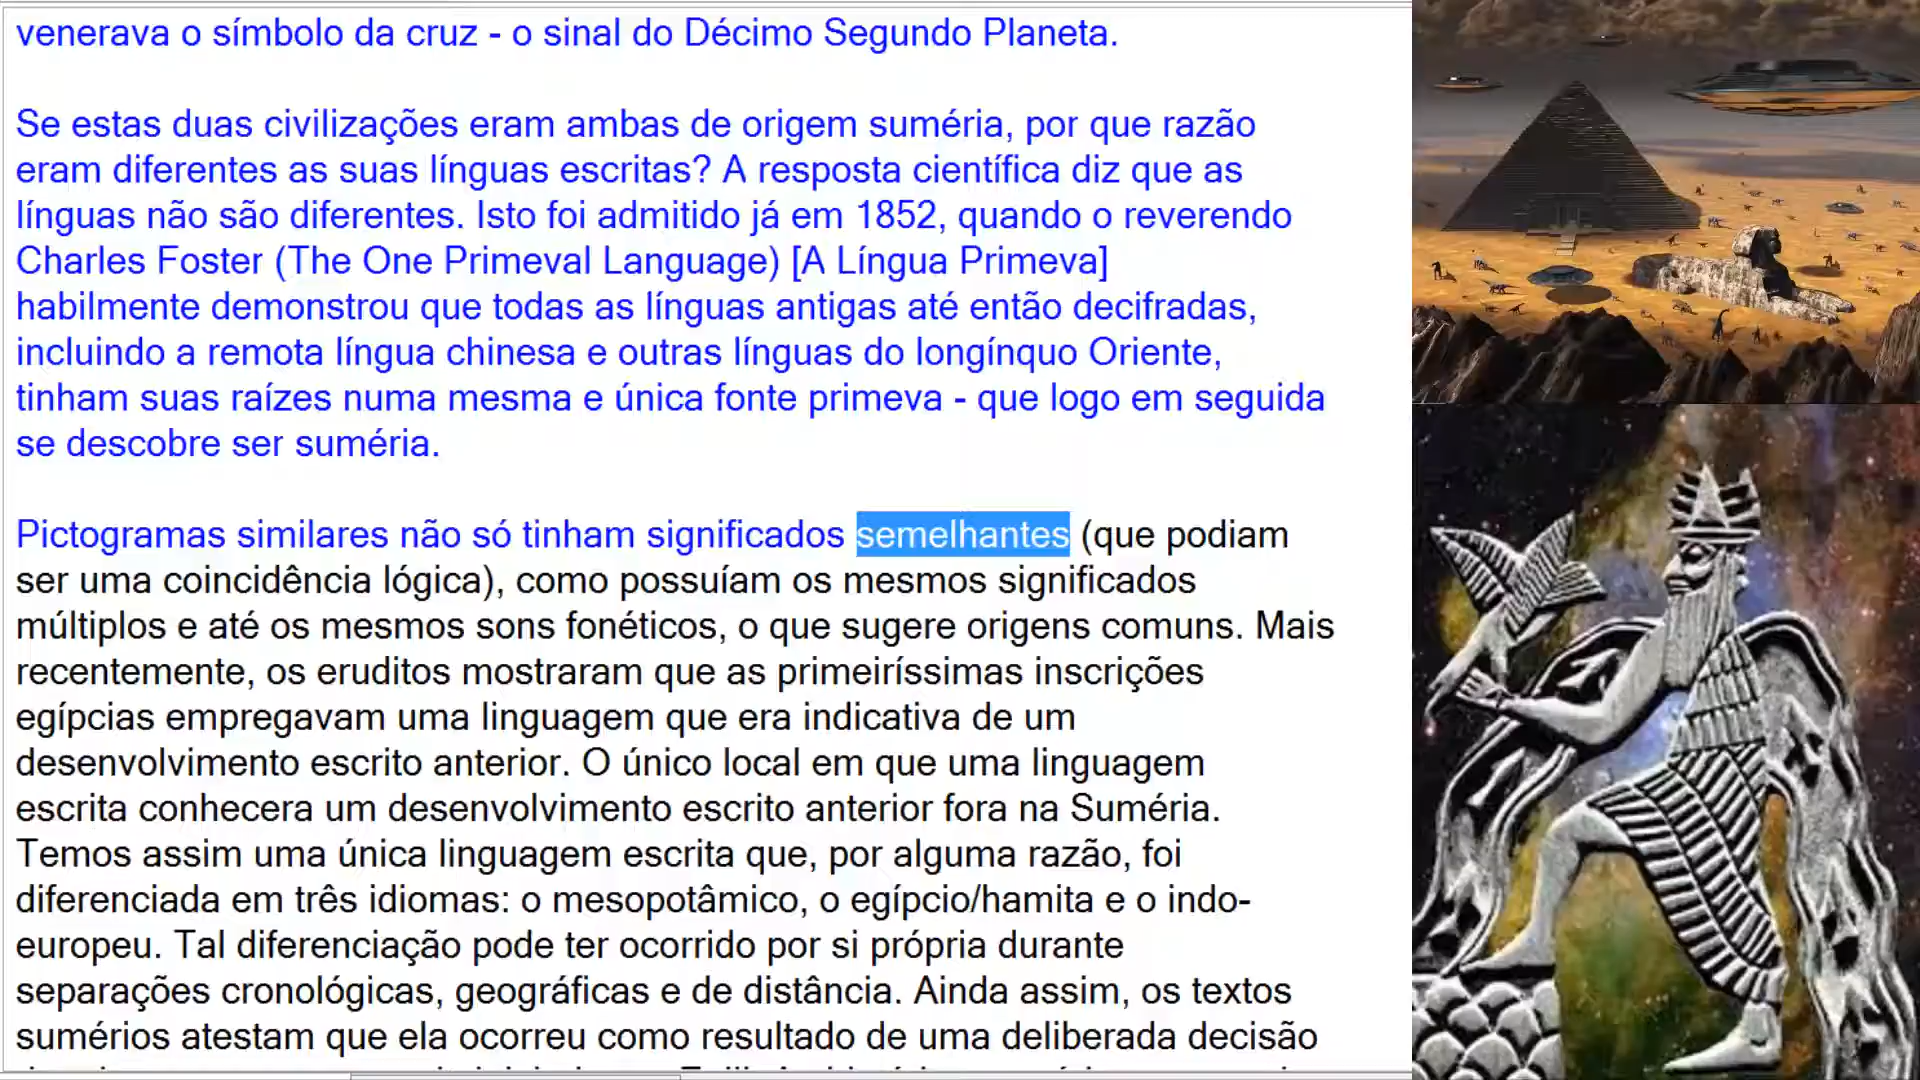 venerava o símbolo da cruz - o sinal do Décimo Segundo Planeta.
Se estas duas civilizações eram ambas de origem suméria, por que razão
eram diferentes as suas línguas escritas? A resposta científica diz que as
línguas não são diferentes. Isto foi admitido já em 1852, quando o reverendo
Charles Foster (The One Primeval Language) [A Língua Primeva]
habilmente demonstrou que todas as línguas antigas até então decifradas,
incluindo a remota língua chinesa e outras línguas do longínquo Oriente,
tinham suas raízes numa mesma e única fonte primeva - que logo em seguida
se descobre ser suméria.
Pictogramas similares não só tinham significados semelhantes (que podiam
ser uma coincidência lógica), como possuíam os mesmos significados
múltiplos e até os mesmos sons fonéticos, o que sugere origens comuns. Mais
recentemente, os eruditos mostraram que as primeiríssimas inscrições
egípcias empregavam uma linguagem que era indicativa de um
desenvolvimento escrito anterior. O único local em que uma linguagem
escrita conhecera um desenvolvimento escrito anterior fora na Suméria.
Temos assim uma única linguagem escrita que, por alguma razão, foi
diferenciada em três idiomas: o mesopotâmico, o egípcio/hamita e o indo-
europeu. Tal diferenciação pode ter ocorrido por si própria durante
separações cronológicas, geográficas e de distância. Ainda assim, os textos
sumérios atestam que ela ocorreu como resultado de uma deliberada decisão